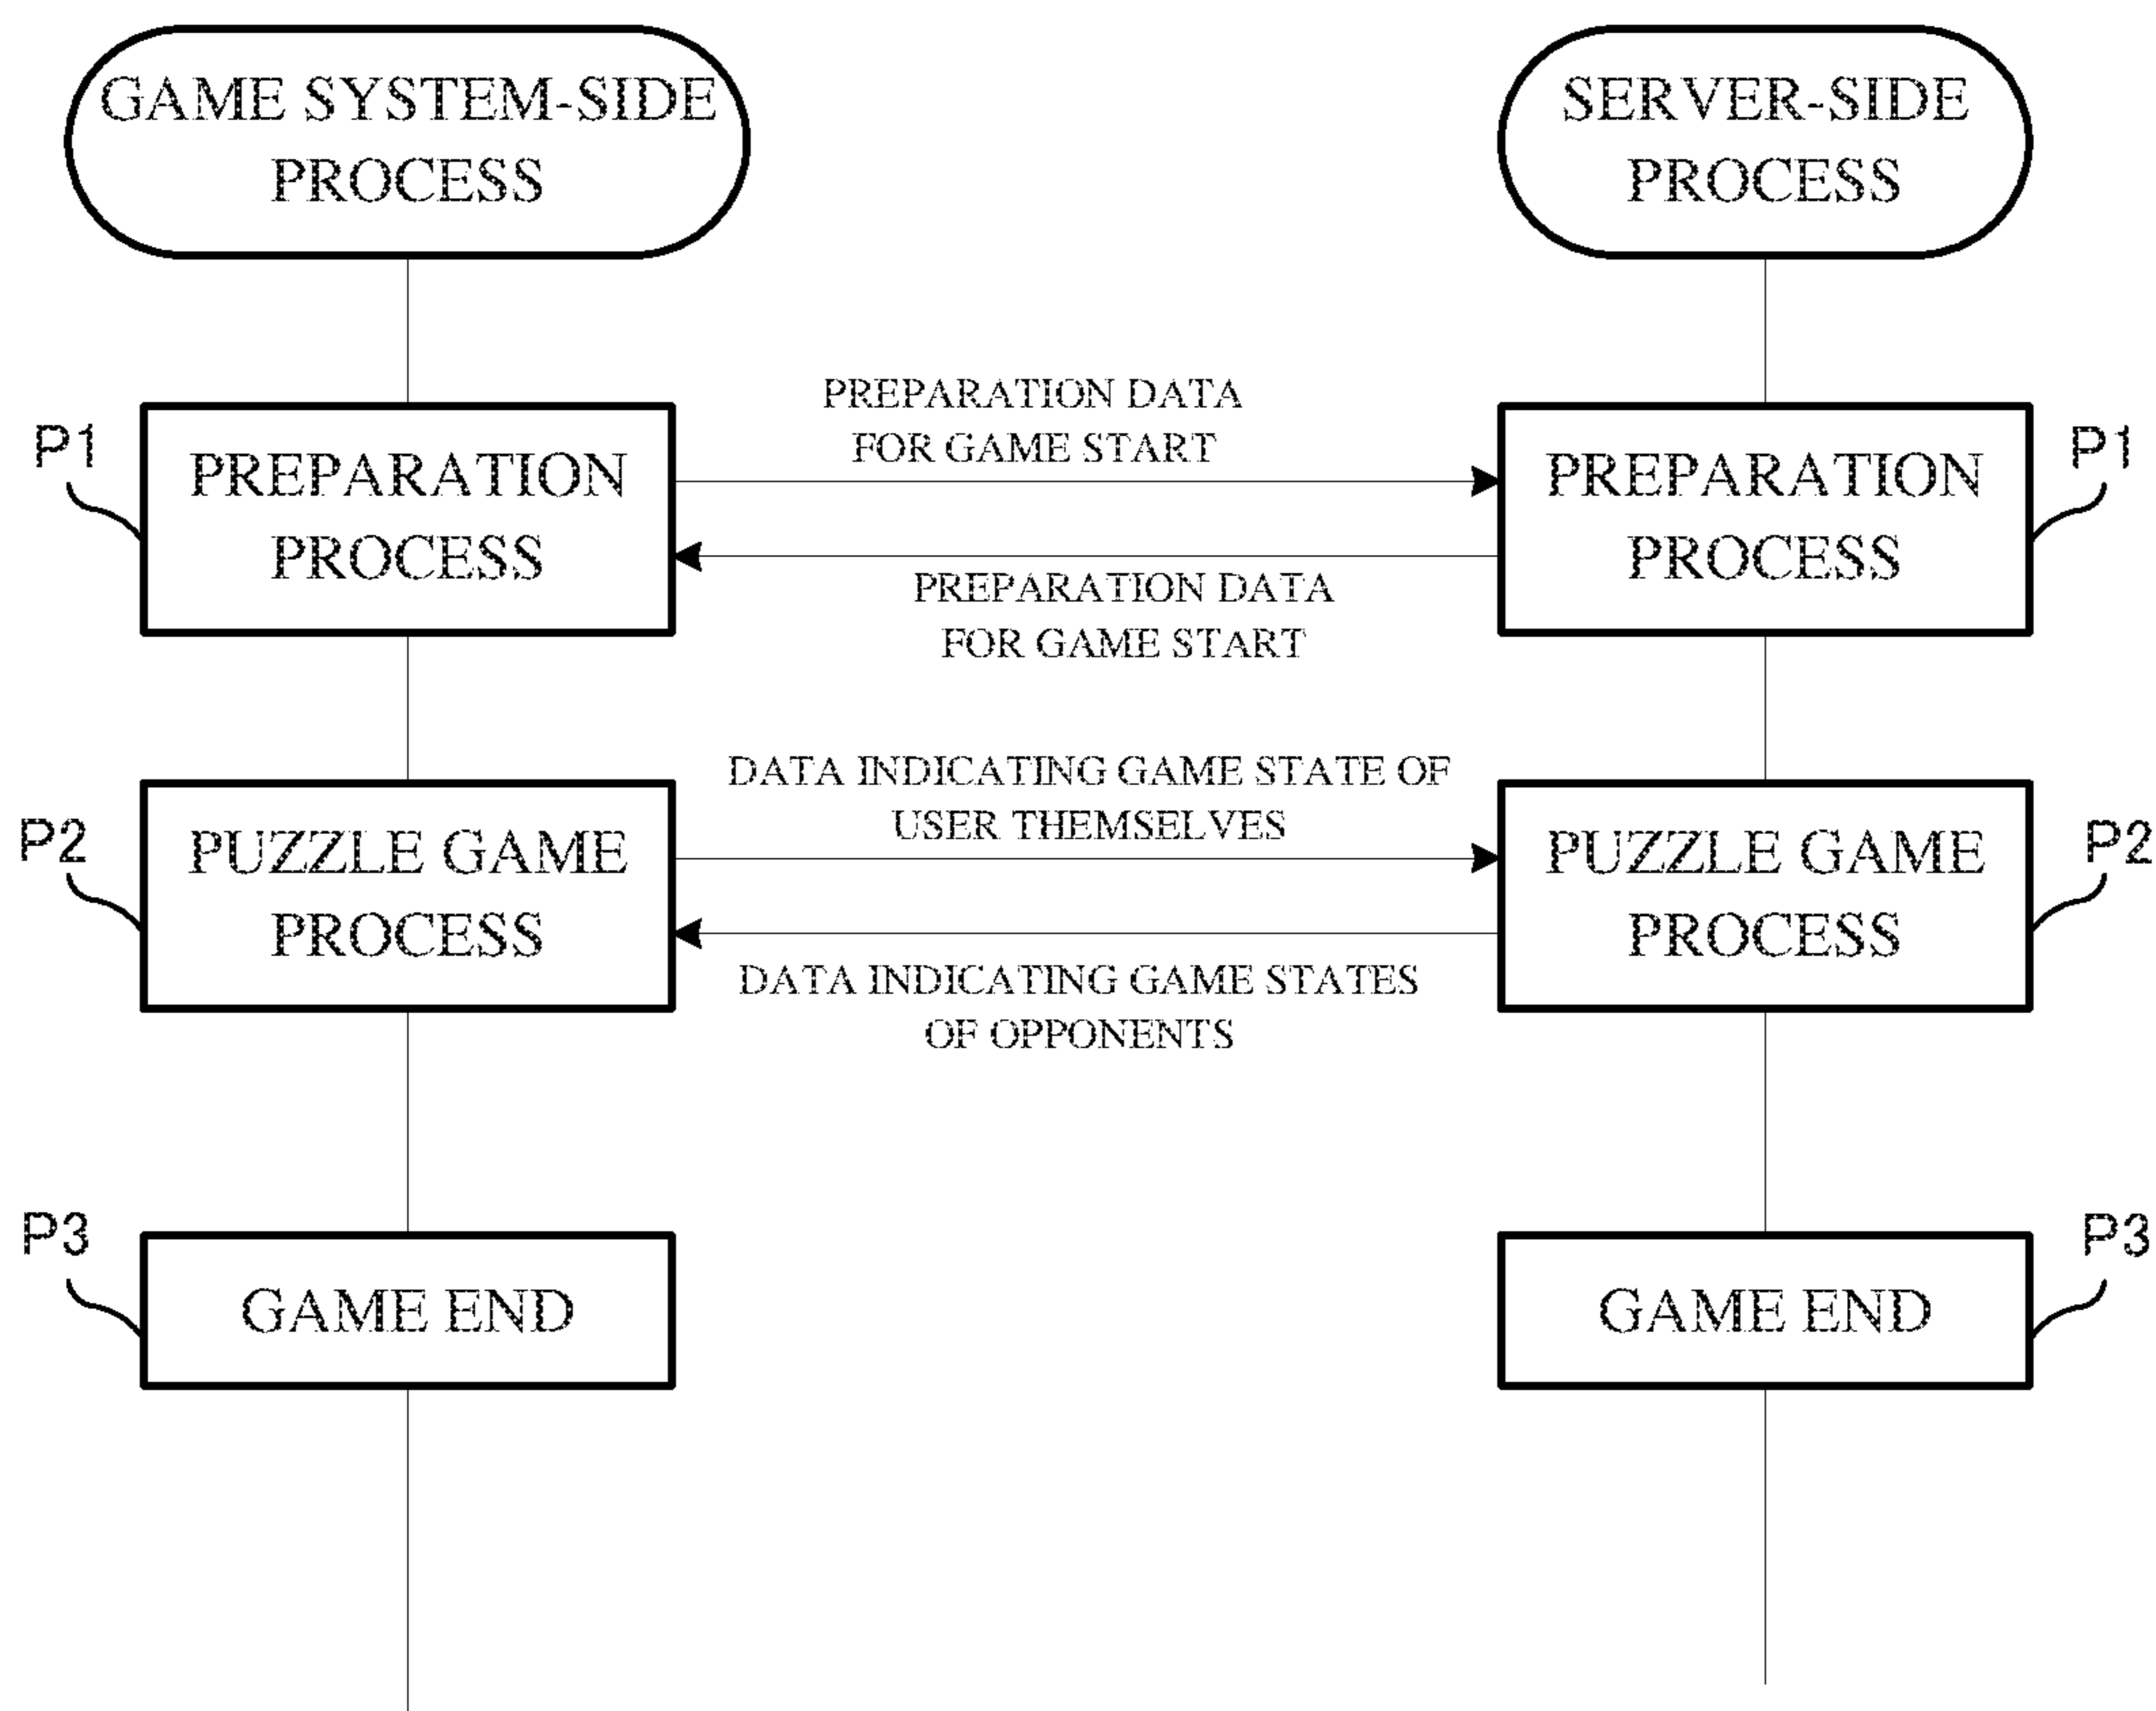 GAME SYSTEM-SIDE
PROCESS
SERVER-SIDE
PROCESS
P1
PREPARATION
PROCESS
PREPARATION DATA
FOR GAME START
PREPARATION DATA
FOR GAME START
PREPARATION
PROCESS
P1
P2
PUZZLE GAME
PROCESS
DATA INDICATING GAME STATE OF
USER THEMSELVES
DATA INDICATING GAME STATES
OF OPPONENTS
PUZZLE GAME
PROCESS
P2
P3
GAME END
GAME END
P3